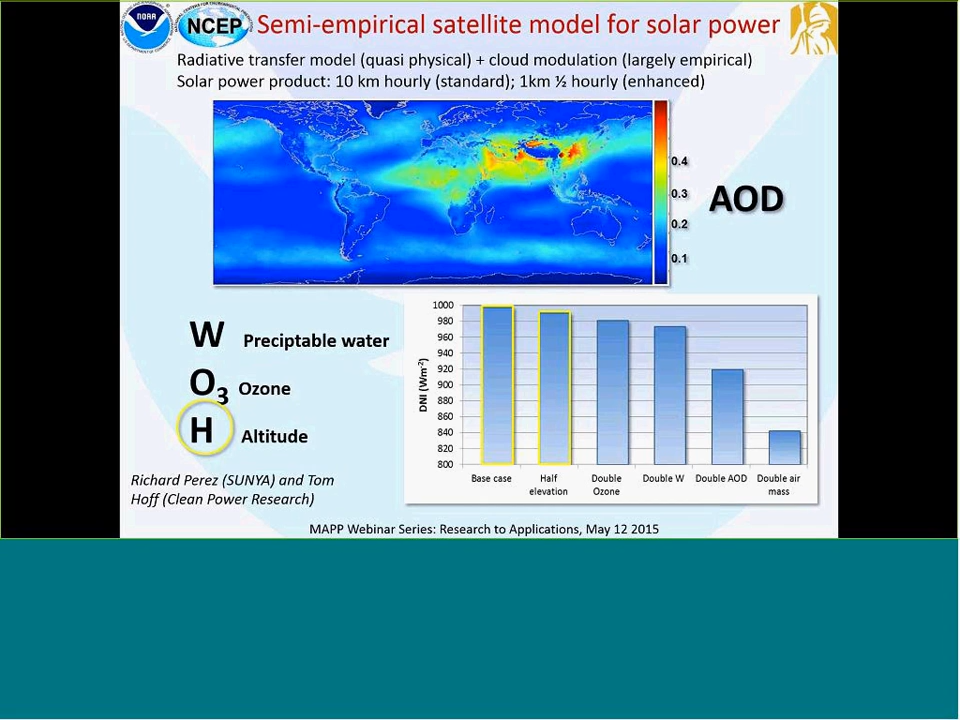 NOAA
NCEP
Semi-empirical satellite model for solar power
Radiative transfer model (quasi physical) + cloud modulation (largely empirical)
Solar power product: 10 km hourly (standard); 1km ½ hourly (enhanced)
0.4
0.3
0.2
0.1
AOD
W Preciptable water
O3 Ozone
H Altitude
Richard Perez (SUNYA) and Tom
Hoff (Clean Power Research)
DNI (Wm-2)
1000
980
960
940
920
900
880
860
840
820
800
Base case
Half
elevation
Double
Ozone
Double W
Double AOD
Double air
mass
MAPP Webinar Series: Research to Applications, May 12 2015